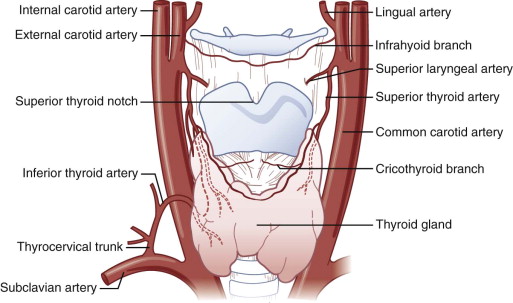 Internal carotid artery
External carotid artery
Superior thyroid notch
Inferior thyroid artery
Thyrocervical trunk
Subclavian artery
Lingual artery
Infrahyoid branch
Superior laryngeal artery
Superior thyroid artery
Common carotid artery
Cricothyroid branch
Thyroid gland